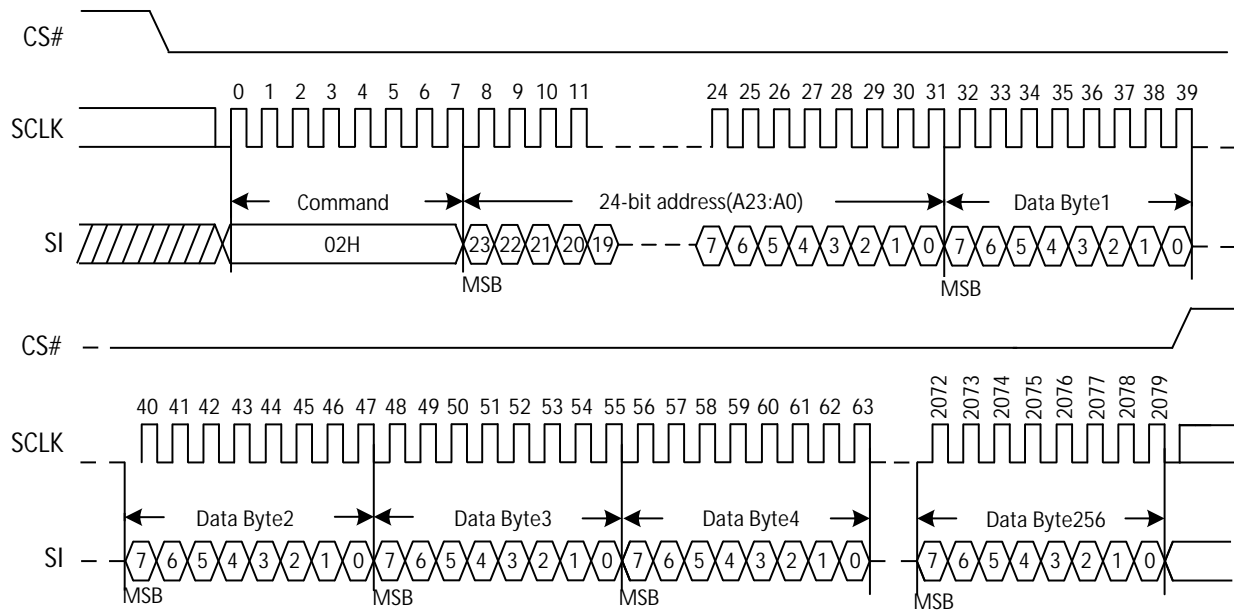 CS#
0 1 2 3 4 5 6 7 8 9 10 11 24 25 26 27 28 29 30 31 32 33 34 35 36 37 38 39
SCLK
Command 24-bit address(A23:A0) Data Byte1
SI 02H 23 22 21 20 19 7 6 5 4 3 2 1 0 7 6 5 4 3 2 1 0
MSB MSB
CS#
40 41 42 43 44 45 46 47 48 49 50 51 52 53 54 55 56 57 58 59 60 61 62 63 2072 2073 2074 2075 2076 2077 2078 2079
SCLK
Data Byte2 Data Byte3 Data Byte4 Data Byte256
SI 7 6 5 4 3 2 1 0 7 6 5 4 3 2 1 0 7 6 5 4 3 2 1 0 7 6 5 4 3 2 1 0
MSB MSB MSB MSB